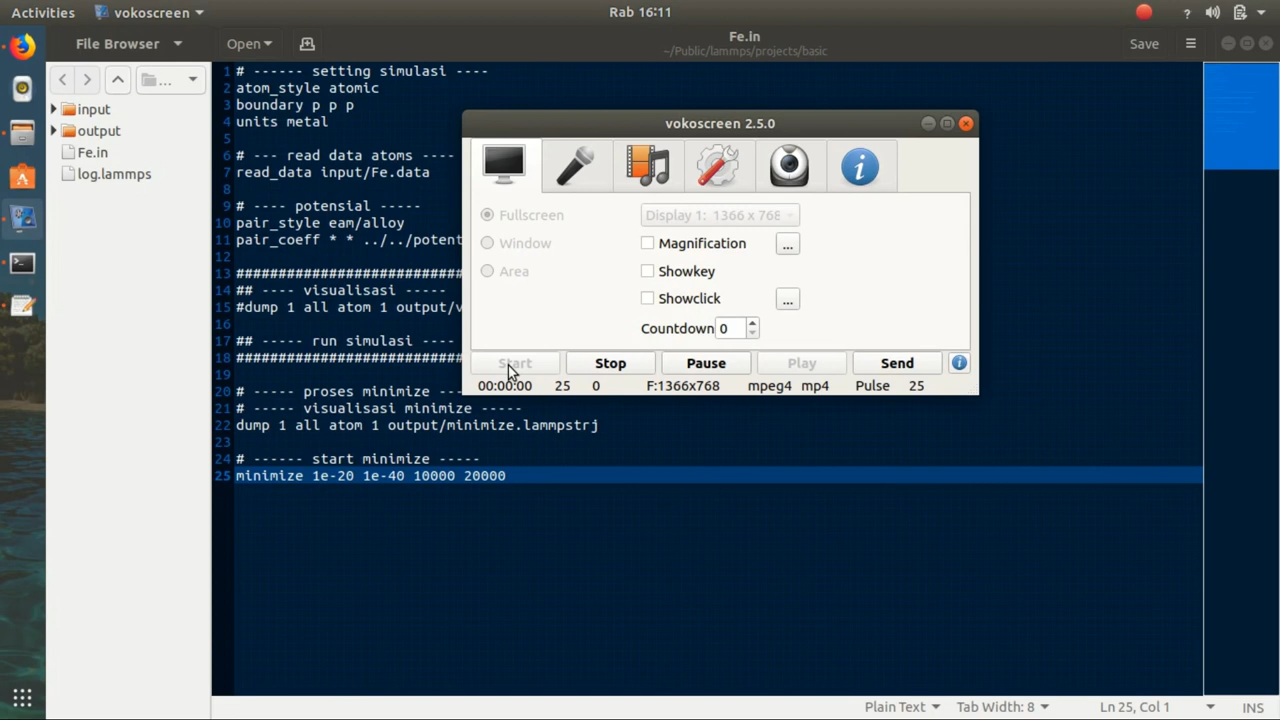 Activities
vokoscreen
Rab 16:11
?
File Browser
Open
Fe.in
~/Public/lammps/projects/basic
Save
...
input
output
Fe.in
log.lammps
1 # ------ setting simulasi ----
2 atom_style atomic
3 boundary p p p
4 units metal
5
6 # --- read data atoms ----
7 read_data input/Fe.data
8
9 # ---- potensial -----
10 pair_style eam/alloy
11 pair_coeff * * ../../potent
12
13 ###########################
14 ## ---- visualisasi -----
15 #dump 1 all atom 1 output/v
16
17 ## ----- run simulasi ----
18 ###########################
19
20 # ----- proses minimize ---
21 # ----- visualisasi minimize -----
22 dump 1 all atom 1 output/minimize.lammpstrj
23
24 # ------ start minimize -----
25 minimize 1e-20 1e-40 10000 20000
vokoscreen 2.5.0
Fullscreen
Display 1: 1366 x 768
Window
Magnification
...
Area
Showkey
Showclick
...
Countdown 0
Start
Stop
Pause
Play
Send
00:00:00 25 0 F:1366x768 mpeg4 mp4 Pulse 25
Plain Text
Tab Width: 8
Ln 25, Col 1
INS